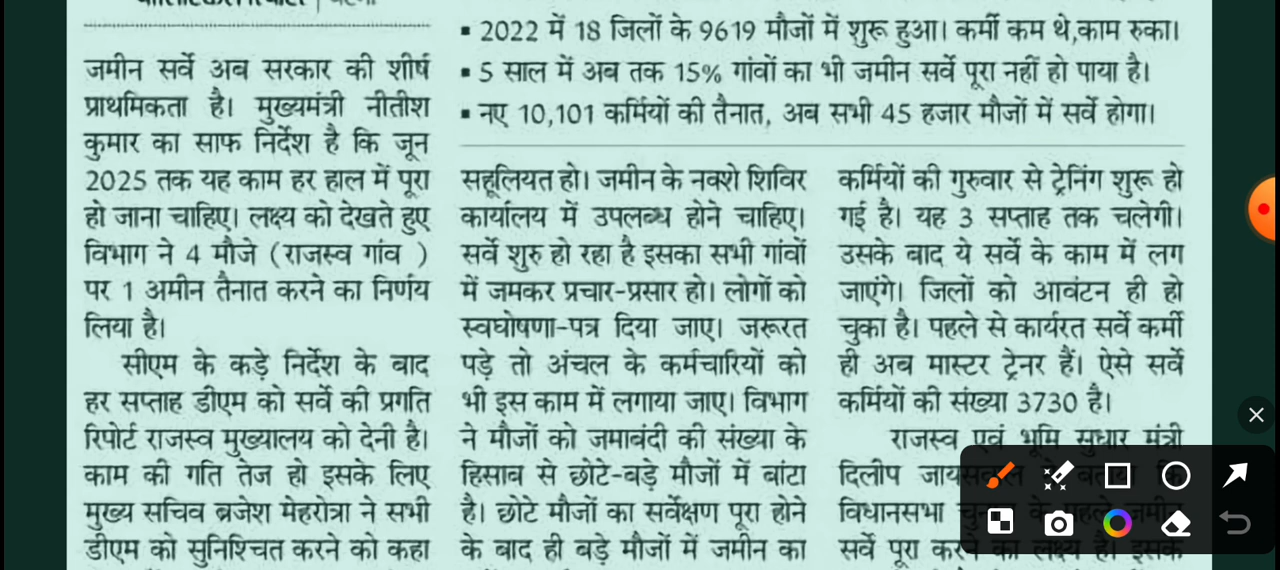 ▪ 2022 में 18 जिलों के 9619 मौजों में शुरू हुआ। कर्मी कम थे,काम रुका।
▪ 5 साल में अब तक 15% गांवों का भी जमीन सर्वे पूरा नहीं हो पाया है।
▪ नए 10,101 कर्मियों की तैनात, अब सभी 45 हजार मौजों में सर्वे होगा।
जमीन सर्वे अब सरकार की शीर्ष
प्राथमिकता है। मुख्यमंत्री नीतीश
कुमार का साफ निर्देश है कि जून
2025 तक यह काम हर हाल में पूरा
हो जाना चाहिए। लक्ष्य को देखते हुए
विभाग ने 4 मौजे (राजस्व गांव )
पर 1 अमीन तैनात करने का निर्णय
लिया है।
सीएम के कड़े निर्देश के बाद
हर सप्ताह डीएम को सर्वे की प्रगति
रिपोर्ट राजस्व मुख्यालय को देनी है।
काम की गति तेज हो इसके लिए
मुख्य सचिव ब्रजेश मेहरोत्रा ने सभी
डीएम को सुनिश्चित करने को कहा
सहूलियत हो। जमीन के नक्शे शिविर
कार्यालय में उपलब्ध होने चाहिए।
सर्वे शुरु हो रहा है इसका सभी गांवों
में जमकर प्रचार-प्रसार हो। लोगों को
स्वघोषणा-पत्र दिया जाए। जरूरत
पड़े तो अंचल के कर्मचारियों को
भी इस काम में लगाया जाए। विभाग
ने मौजों को जमाबंदी की संख्या के
हिसाब से छोटे-बड़े मौजों में बांटा
है। छोटे मौजों का सर्वेक्षण पूरा होने
के बाद ही बड़े मौजों में जमीन का
कर्मियों की गुरुवार से ट्रेनिंग शुरू हो
गई है। यह 3 सप्ताह तक चलेगी।
उसके बाद ये सर्वे के काम में लग
जाएंगे। जिलों को आवंटन ही हो
चुका है। पहले से कार्यरत सर्वे कर्मी
ही अब मास्टर ट्रेनर हैं। ऐसे सर्वे
कर्मियों की संख्या 3730 है।
राजस्व एवं भूमि सुधार मंत्री
दिलीप जायसवाल
विधानसभा चुनाव के पहले जमीन
सर्वे पूरा करने का लक्ष्य है। इसके